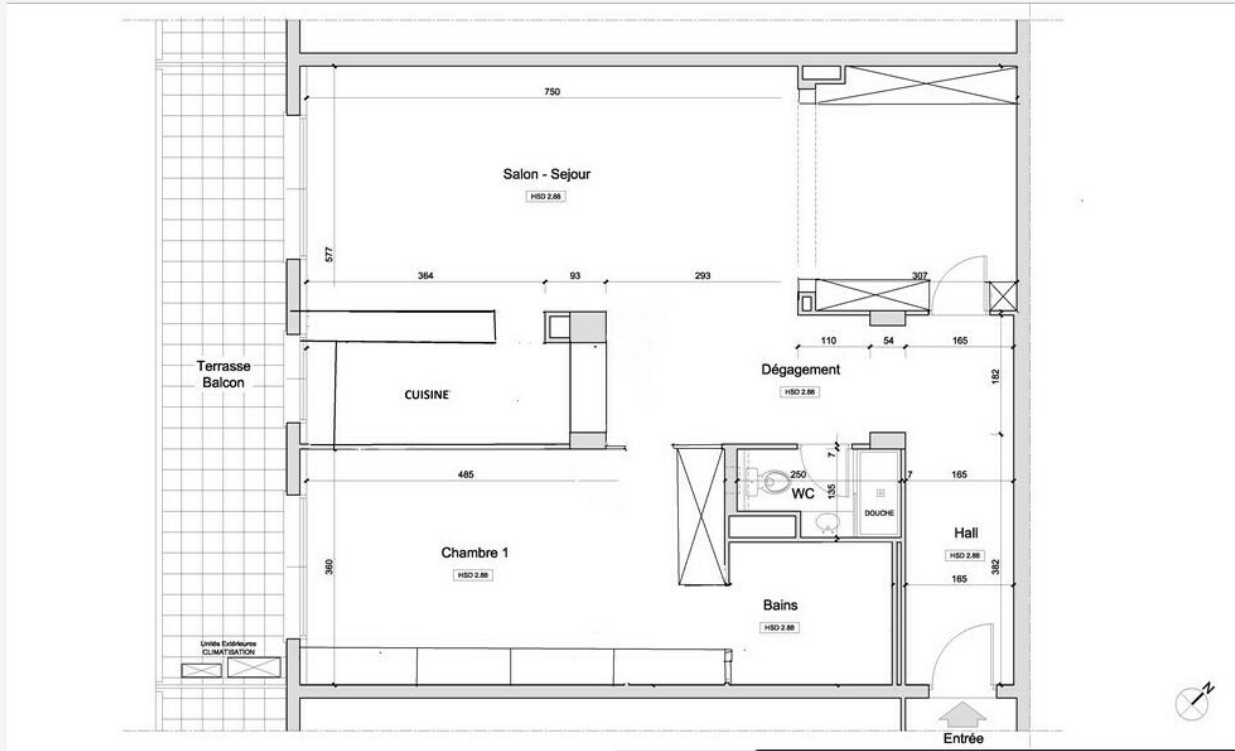 750
Salon - Sejour
HSD 2.88
577
364
93
293
307
110
54
165
Terrasse
Balcon
CUISINE
Dégagement
HSD 2.88
182
485
7
250
WC
135
7
165
DOUCHE
Hall
HSD 2.88
Chambre 1
HSD 2.88
360
382
165
Bains
HSD 2.88
Unités Extérieures
CLIMATISATION
N
Entrée